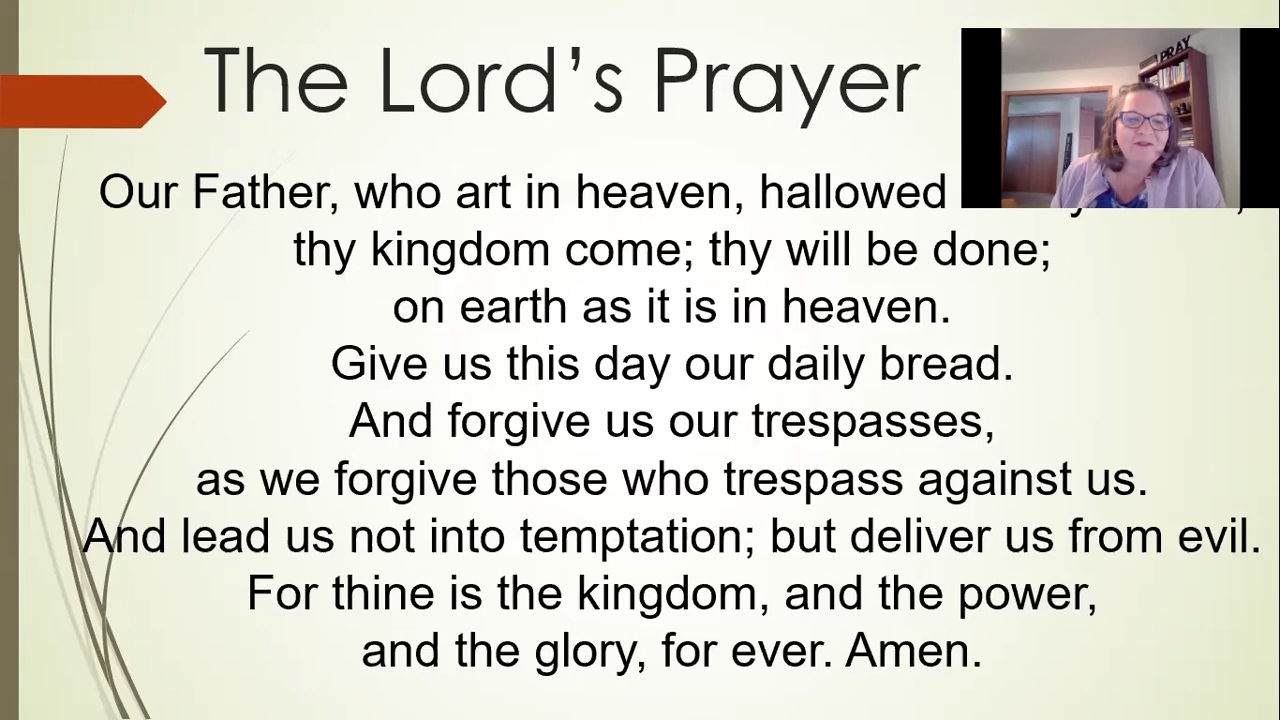 The Lord's Prayer
PRAY
Our Father, who art in heaven, hallowed
thy kingdom come; thy will be done;
on earth as it is in heaven.
Give us this day our daily bread.
And forgive us our trespasses,
as we forgive those who trespass against us.
And lead us not into temptation; but deliver us from evil.
For thine is the kingdom, and the power,
and the glory, for ever. Amen.